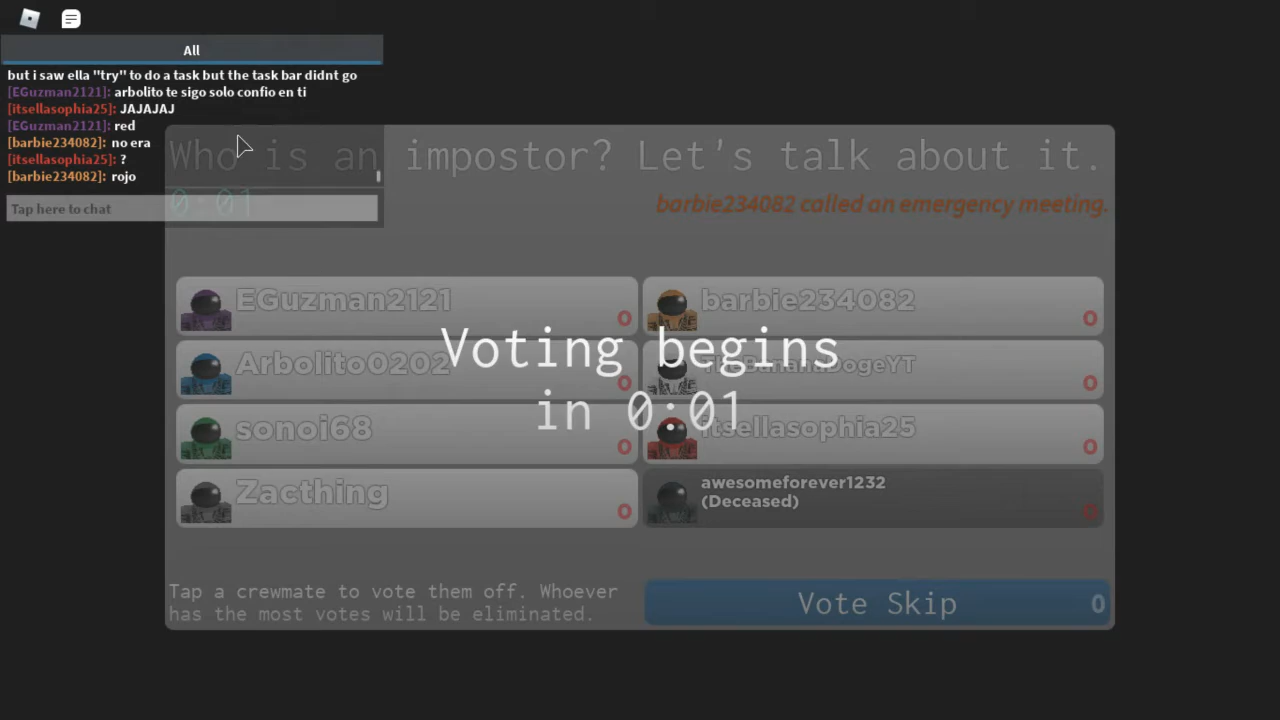 All
but i saw ella "try" to do a task but the task bar didnt go
[EGuzman2121]: arbolito te sigo solo confio en ti
[itsellasophia25]: JAJAJAJ
[EGuzman2121]: red
[barbie234082]: no era
[itsellasophia25]: ?
[barbie234082]: rojo
Tap here to chat
Who is an impostor? Let's talk about it.
0:01
barbie234082 called an emergency meeting.
EGuzman2121 0
barbie234082 0
Arbolito0202 0
TheBananaDogeYT 0
sonoi68 0
itsellasophia25 0
Zacthing 0
awesomeforever1232
(Deceased) 0
Voting begins
in 0:01
Tap a crewmate to vote them off. Whoever
has the most votes will be eliminated.
Vote Skip 0